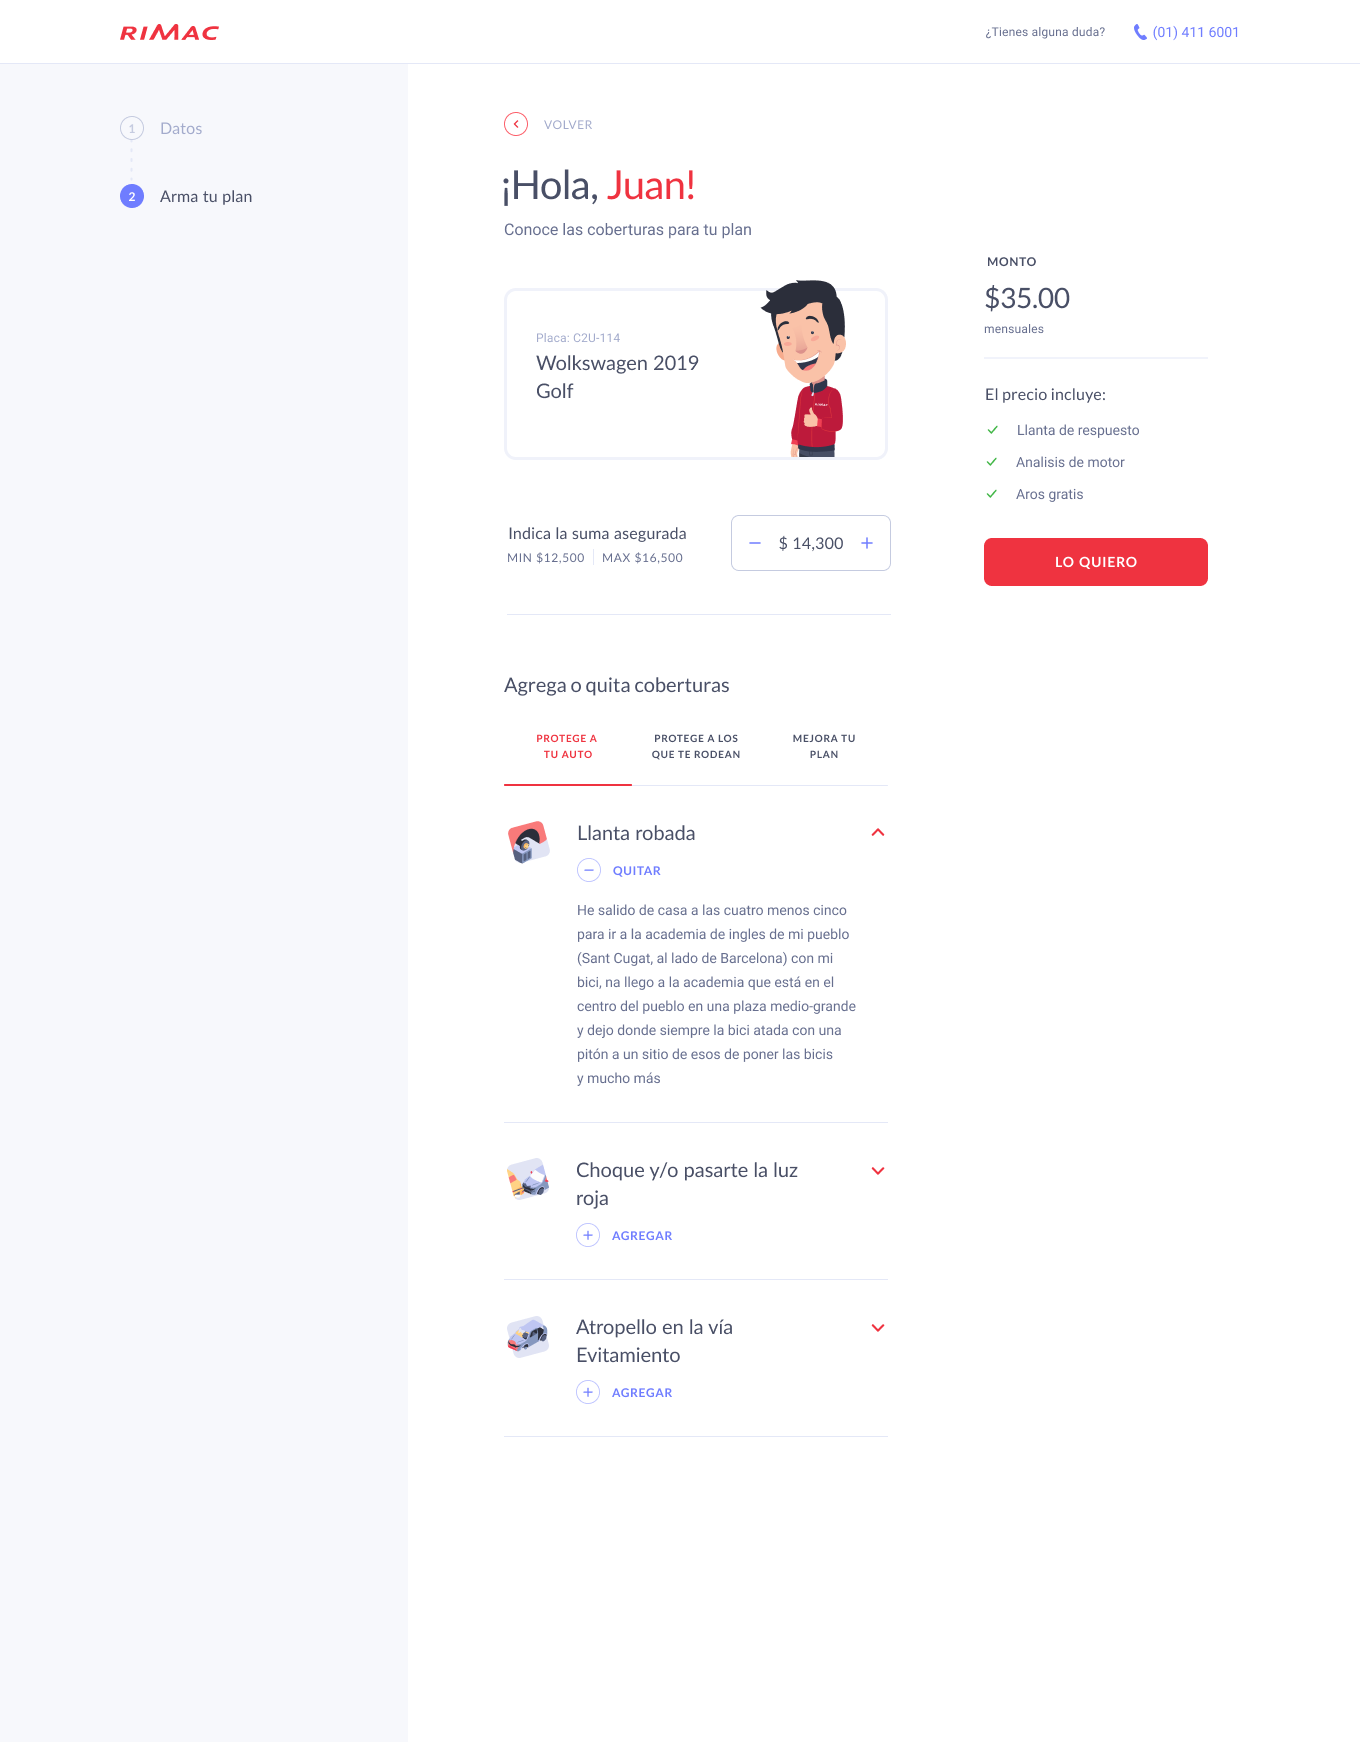 RIMAC
¿Tienes alguna duda?
(01) 411 6001
1
Datos
2
Arma tu plan
VOLVER
¡Hola, Juan!
Conoce las coberturas para tu plan
Placa: C2U-114
Wolkswagen 2019
Golf
RIMAC
MONTO
$35.00
mensuales
El precio incluye:
Llanta de respuesto
Analisis de motor
Aros gratis
LO QUIERO
Indica la suma asegurada
MIN $12,500
MAX $16,500
$ 14,300
Agrega o quita coberturas
PROTEGE A
TU AUTO
PROTEGE A LOS
QUE TE RODEAN
MEJORA TU
PLAN
Llanta robada
QUITAR
He salido de casa a las cuatro menos cinco
para ir a la academia de ingles de mi pueblo
(Sant Cugat, al lado de Barcelona) con mi
bici, na llego a la academia que está en el
centro del pueblo en una plaza medio-grande
y dejo donde siempre la bici atada con una
pitón a un sitio de esos de poner las bicis
y mucho más
Choque y/o pasarte la luz
roja
AGREGAR
Atropello en la vía
Evitamiento
AGREGAR